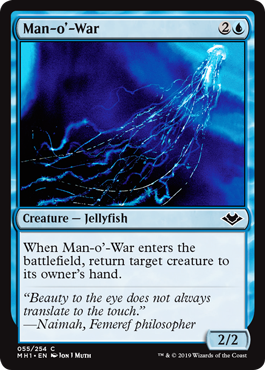 Man-o'-War 2
Creature — Jellyfish
When Man-o'-War enters the
battlefield, return target creature to
its owner's hand.
"Beauty to the eye does not always
translate to the touch."
—Naimah, Femeref philosopher
2/2
055/254 C
MH1 • EN Jon J Muth
™ & © 2019 Wizards of the Coast